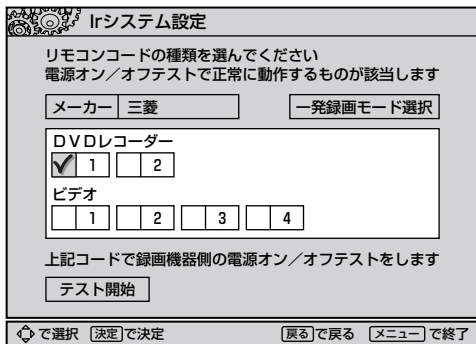 Irシステム設定
リモコンコードの種類を選んでください
電源オン／オフテストで正常に動作するものが該当します
メーカー 三菱 一発録画モード選択
DVDレコーダー
1 2
ビデオ
1 2 3 4
上記コードで録画機器側の電源オン／オフテストをします
テスト開始
で選択 決定で決定 戻るで戻る メニューで終了